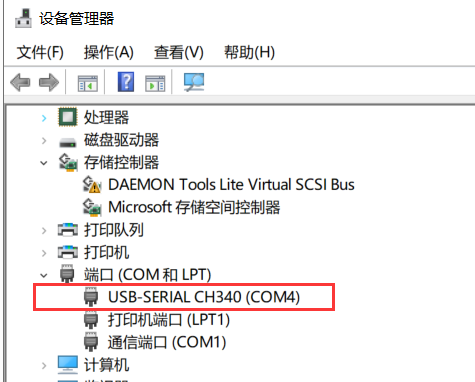 设备管理器
文件(F) 操作(A) 查看(V) 帮助(H)
处理器
磁盘驱动器
存储控制器
DAEMON Tools Lite Virtual SCSI Bus
Microsoft 存储空间控制器
打印队列
打印机
端口 (COM 和 LPT)
USB-SERIAL CH340 (COM4)
打印机端口 (LPT1)
通信端口 (COM1)
计算机